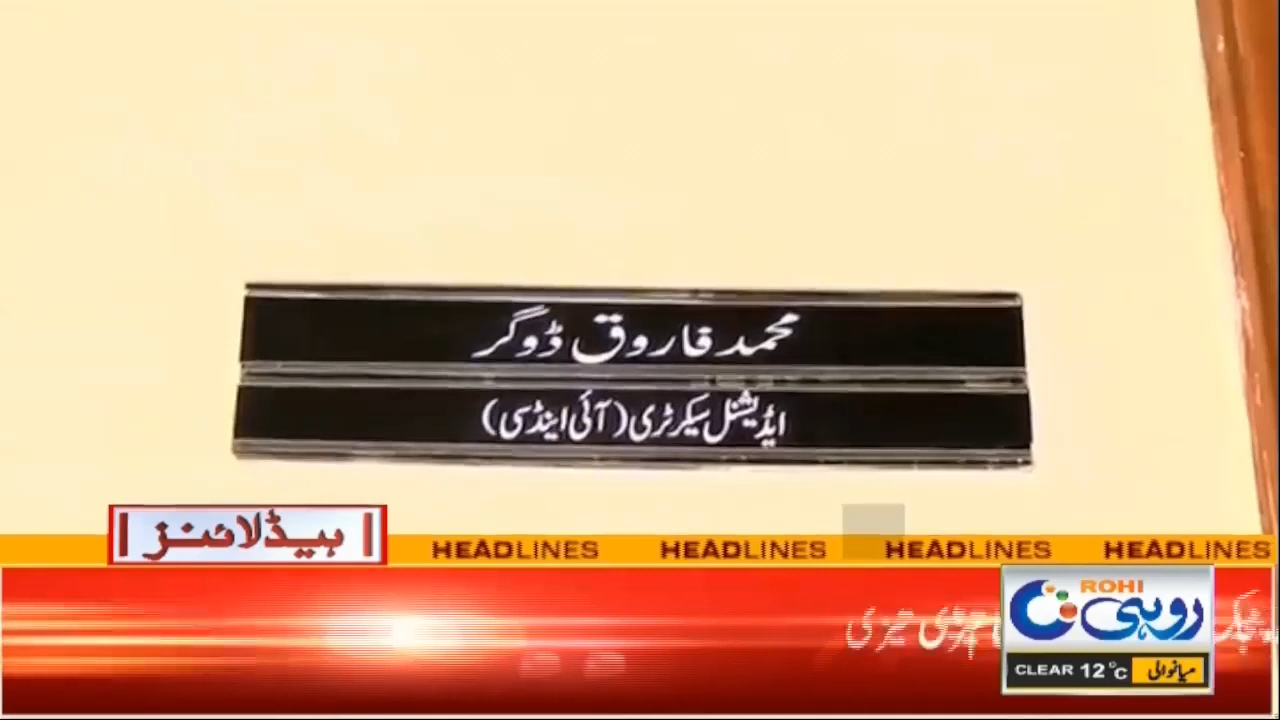 محمد فاروق ڈوگر
ایڈیشنل سیکرٹری (آئی اینڈ سی)
ہیڈلائنز
HEADLINES HEADLINES HEADLINES HEADLINES
ROHI
روہی
CLEAR 12°C میانوالی